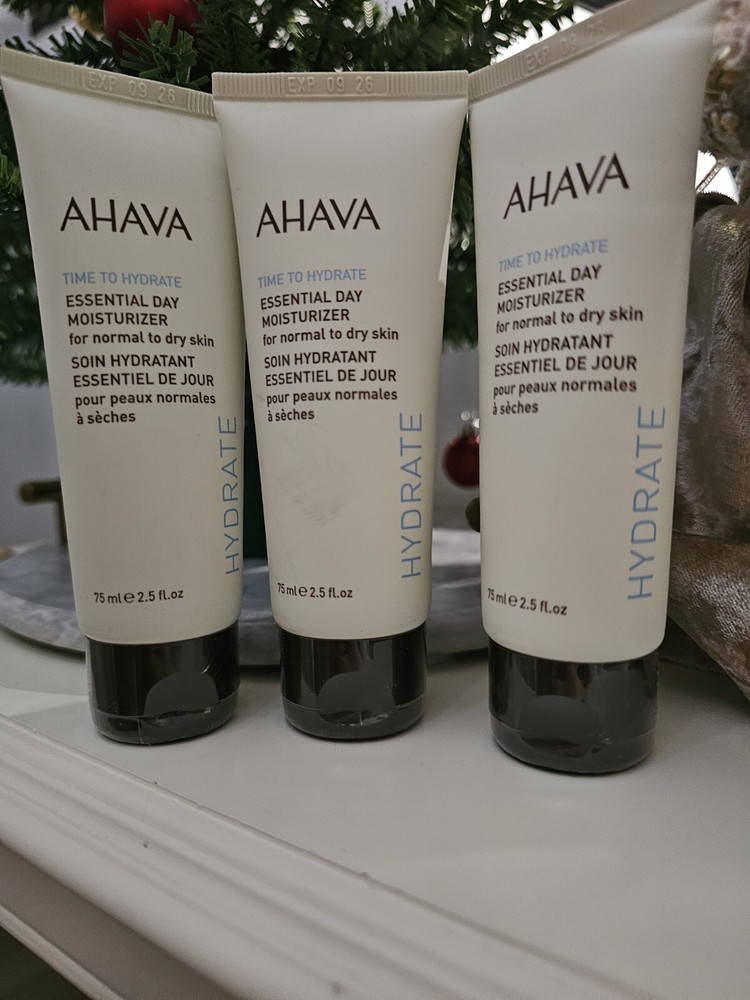 EXP 09 26
AHAVA
TIME TO HYDRATE
ESSENTIAL DAY
MOISTURIZER
for normal to dry skin
SOIN HYDRATANT
ESSENTIEL DE JOUR
pour peaux normales
à sèches
HYDRATE
75 ml e 2.5 fl.oz
EXP 09 26
AHAVA
TIME TO HYDRATE
ESSENTIAL DAY
MOISTURIZER
for normal to dry skin
SOIN HYDRATANT
ESSENTIEL DE JOUR
pour peaux normales
à sèches
HYDRATE
75 ml e 2.5 fl.oz
EXP 09 26
AHAVA
TIME TO HYDRATE
ESSENTIAL DAY
MOISTURIZER
for normal to dry skin
SOIN HYDRATANT
ESSENTIEL DE JOUR
pour peaux normales
à sèches
HYDRATE
75 ml e 2.5 fl.oz